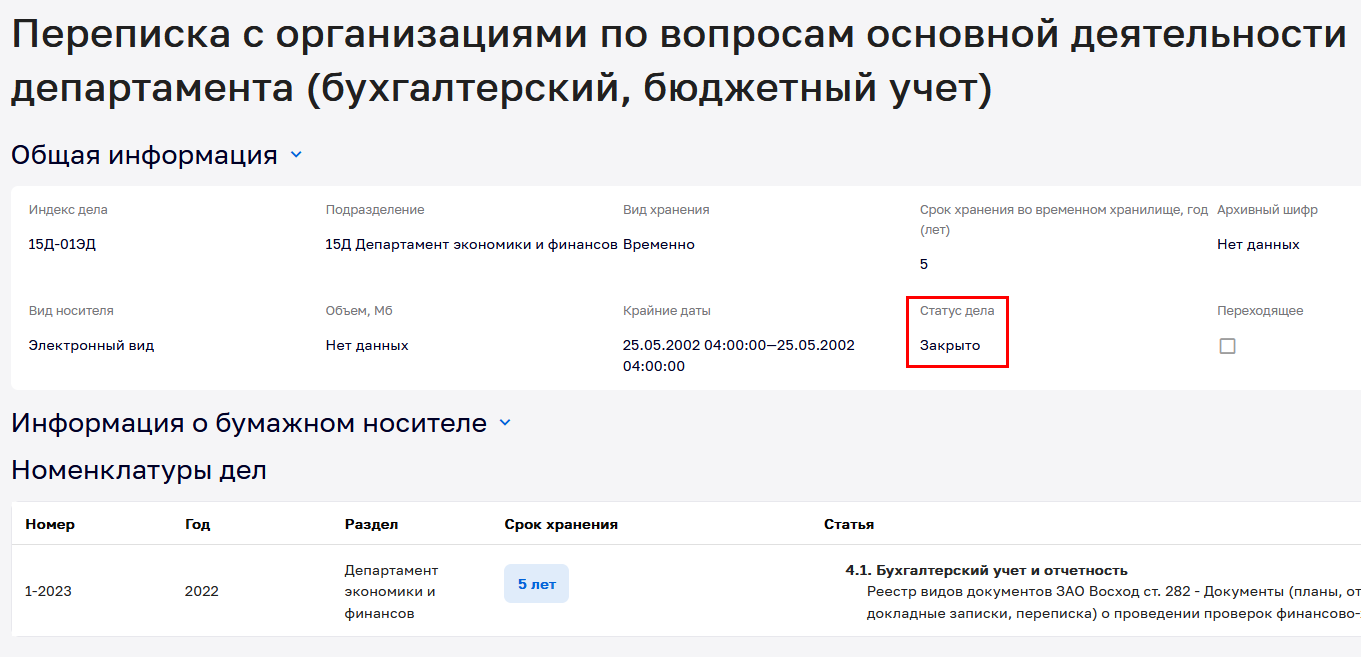 Переписка с организациями по вопросам основной деятельности
департамента (бухгалтерский, бюджетный учет)
Общая информация
Индекс дела
15Д-01ЭД
Подразделение
15Д Департамент экономики и финансов
Вид хранения
Временно
Срок хранения во временном хранилище, год
(лет)
5
Архивный шифр
Нет данных
Вид носителя
Электронный вид
Объем, Мб
Нет данных
Крайние даты
25.05.2002 04:00:00—25.05.2002
04:00:00
Статус дела
Закрыто
Переходящее
Информация о бумажном носителе
Номенклатуры дел
Номер Год Раздел Срок хранения Статья
1-2023
2022
Департамент
экономики и
финансов
5 лет
4.1. Бухгалтерский учет и отчетность
Реестр видов документов ЗАО Восход ст. 282 - Документы (планы, от
докладные записки, переписка) о проведении проверок финансово-